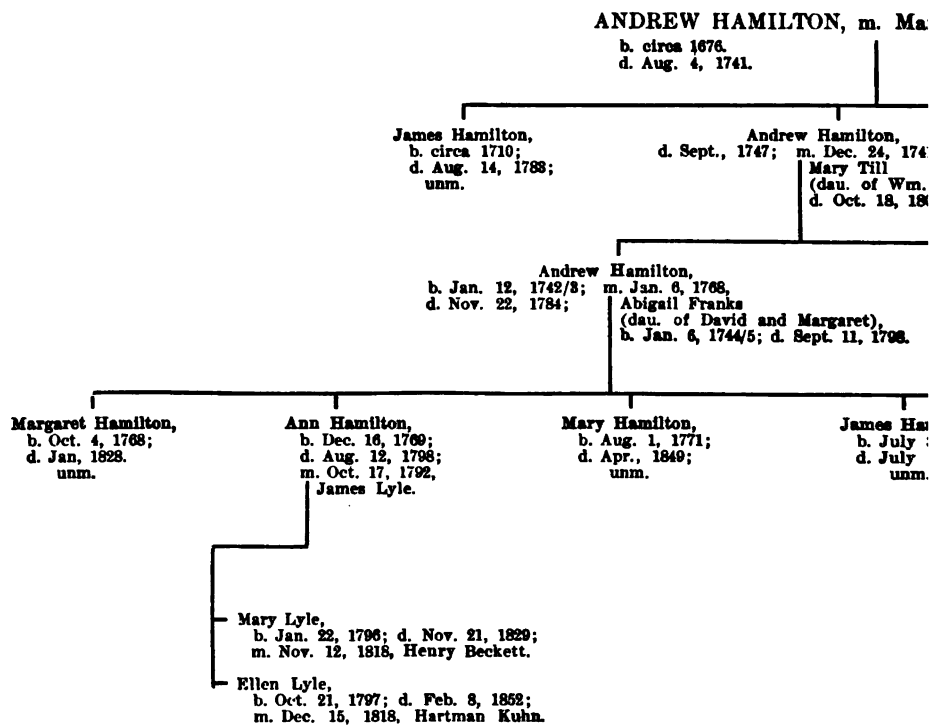 ANDREW HAMILTON, m.
b. circa 1676.
d. Aug. 4, 1741.
James Hamilton,
b. circa 1710;
d. Aug. 14, 1783;
unm.
Andrew Hamilton,
d. Sept., 1747; m. Dec. 24,
Mary Till
(dau. of Wm.
d. Oct. 18,
Andrew Hamilton,
b. Jan. 12, 1742/3; m. Jan. 6, 1768,
d. Nov. 22, 1784; Abigail Franks
(dau. of David and Margaret),
b. Jan. 6, 1744/5; d. Sept. 11, 1798.
Margaret Hamilton,
b. Oct. 4, 1768;
d. Jan, 1828.
unm.
Ann Hamilton,
b. Dec. 16, 1769;
d. Aug. 12, 1798;
m. Oct. 17, 1792,
James Lyle.
Mary Hamilton,
b. Aug. 1, 1771;
d. Apr., 1849;
unm.
James
b. July
d. July
unm.
Mary Lyle,
b. Jan. 22, 1796; d. Nov. 21, 1829;
m. Nov. 12, 1818, Henry Beckett.
Ellen Lyle,
b. Oct. 21, 1797; d. Feb. 8, 1852;
m. Dec. 15, 1818, Hartman Kuhn.